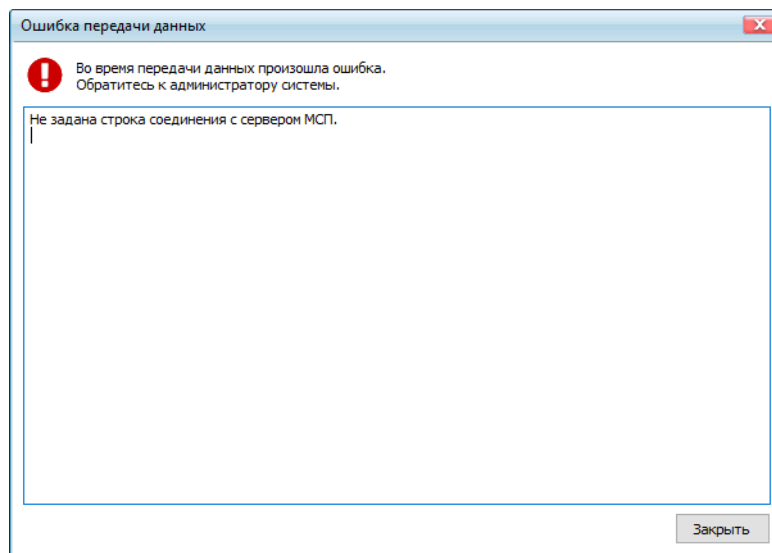 Ошибка передачи данных
Во время передачи данных произошла ошибка.
Обратитесь к администратору системы.
Не задана строка соединения с сервером МСП.
Закрыть